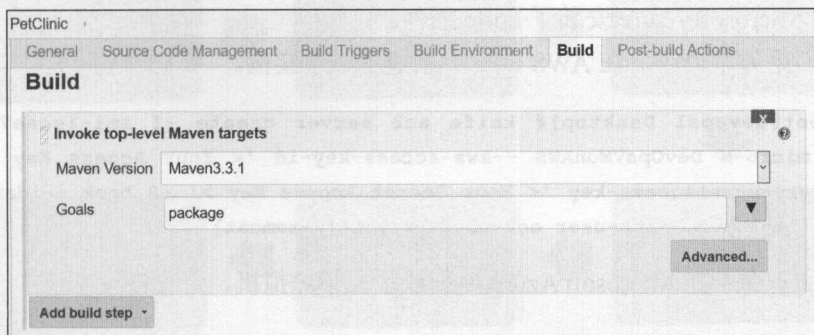 PetClinic
General Source Code Management Build Triggers Build Environment Build Post-build Actions
Build
Invoke top-level Maven targets
X
Maven Version Maven3.3.1
Goals package
Advanced...
Add build step